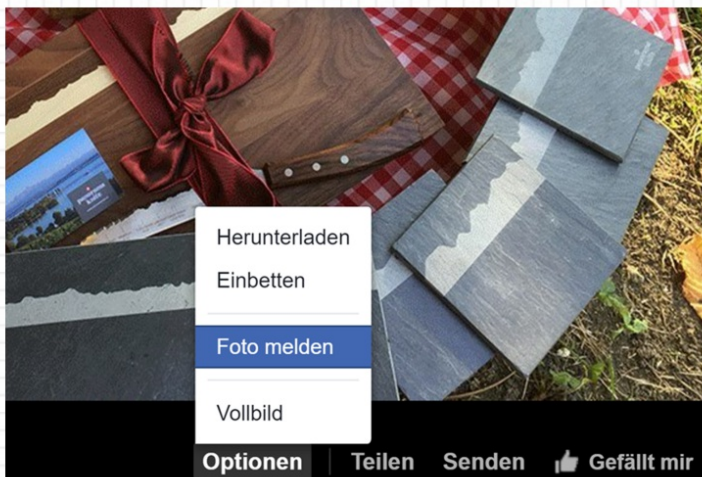 Herunterladen
Einbetten
Foto melden
Vollbild
Optionen Teilen Senden Gefällt mir